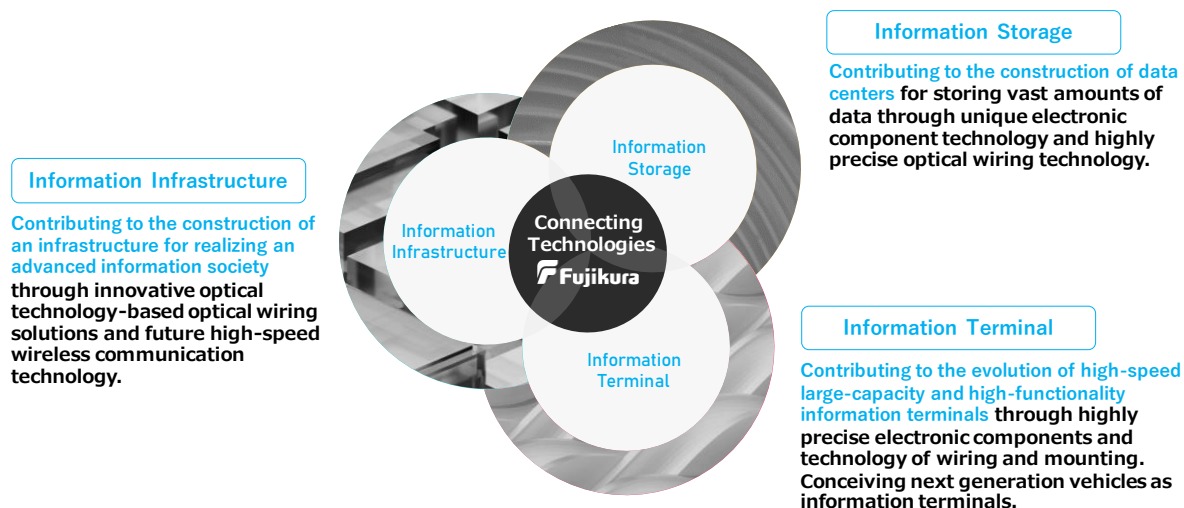 Information Infrastructure
Contributing to the construction of
an infrastructure for realizing an
advanced information society
through innovative optical
technology-based optical wiring
solutions and future high-speed
wireless communication
technology.
Information
Infrastructure
Information
Storage
Connecting
Technologies
Fujikura
Information
Terminal
Information Storage
Contributing to the construction of data
centers for storing vast amounts of
data through unique electronic
component technology and highly
precise optical wiring technology.
Information Terminal
Contributing to the evolution of high-speed
large-capacity and high-functionality
information terminals through highly
precise electronic components and
technology of wiring and mounting.
Conceiving next generation vehicles as
information terminals.